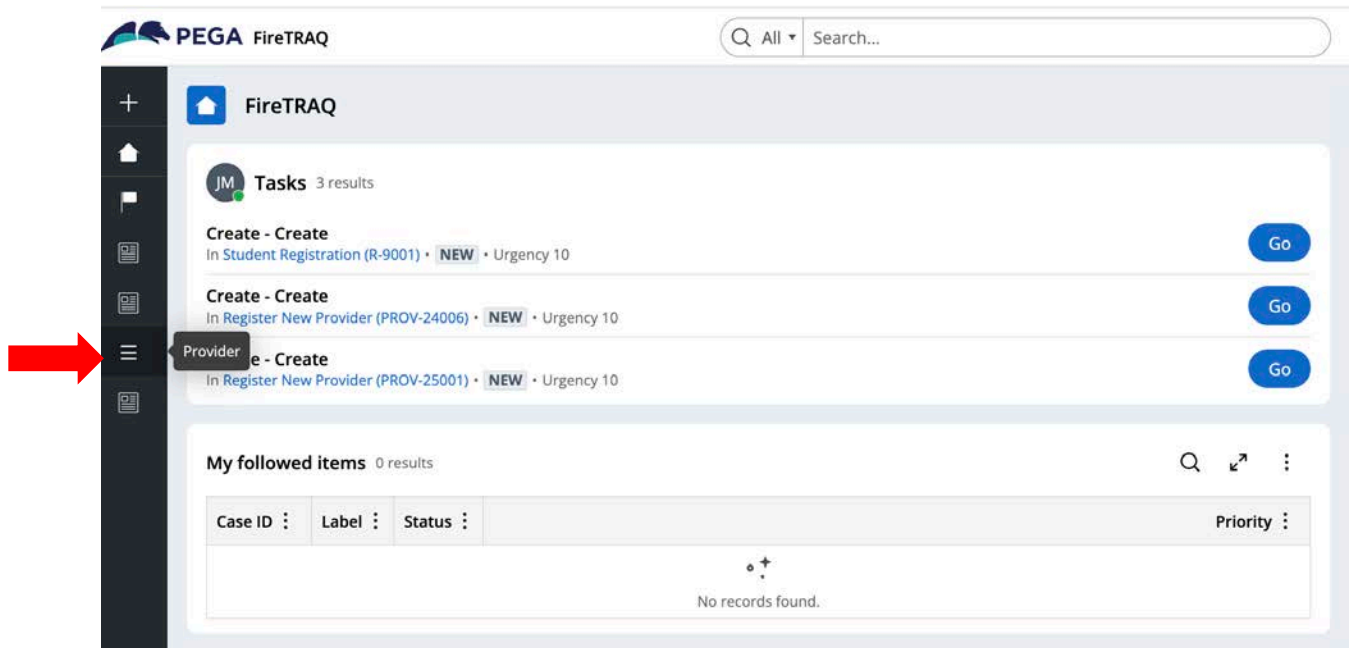 PEGA FireTRAQ
All Search...
FireTRAQ
JM Tasks 3 results
Create - Create
In Student Registration (R-9001) • NEW • Urgency 10
Go
Create - Create
In Register New Provider (PROV-24006) • NEW • Urgency 10
Go
Provider
e - Create
In Register New Provider (PROV-25001) • NEW • Urgency 10
Go
My followed items 0 results
Case ID Label Status Priority
No records found.